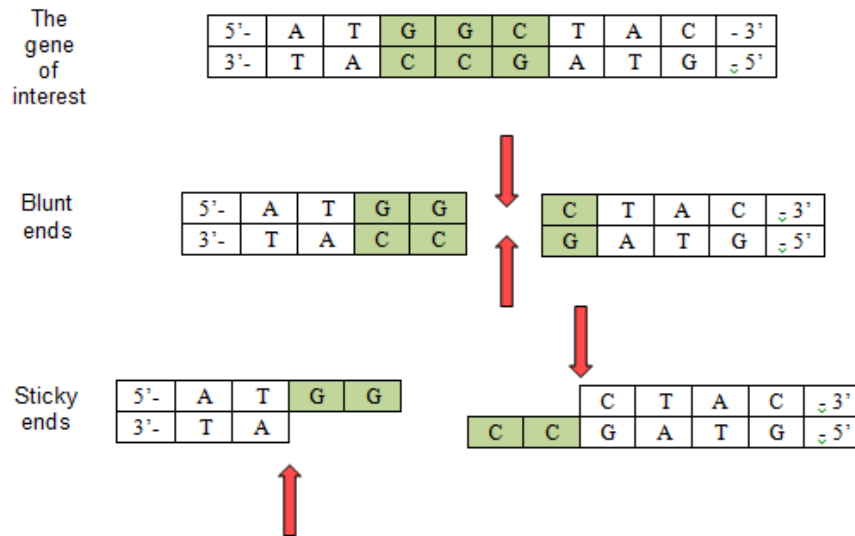 The
gene
of
interest
5'- A T G G C T A C - 3'
3'- T A C C G A T G - 5'
Blunt
ends
5'- A T G G C T A C - 3'
3'- T A C C G A T G - 5'
Sticky
ends
5'- A T G G C T A C - 3'
3'- T A C C G A T G - 5'